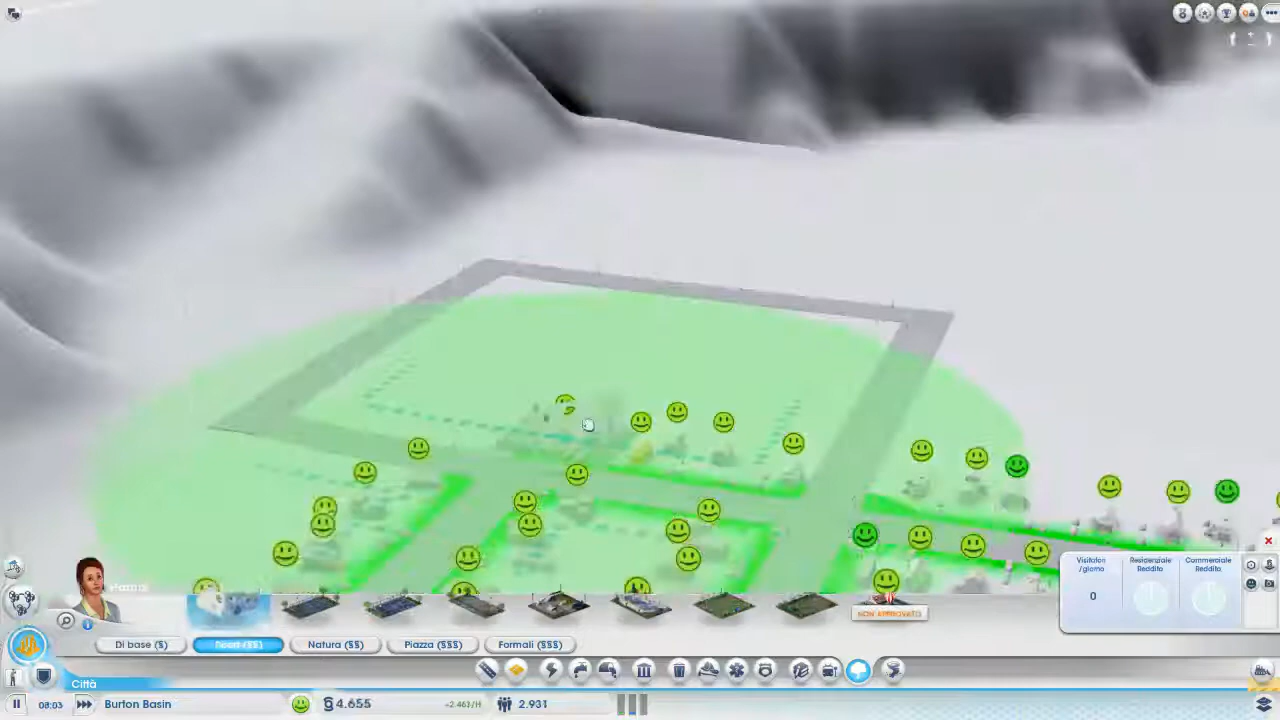 Visitatori
/giorno
Residenziale
Reddito
Commerciale
Reddito
0
NON APPROVATO
Di base (§)
Sport (§§)
Natura (§§)
Piazza (§§§)
Formali (§§§)
Città
08:03
Burton Basin
4.655
2.931